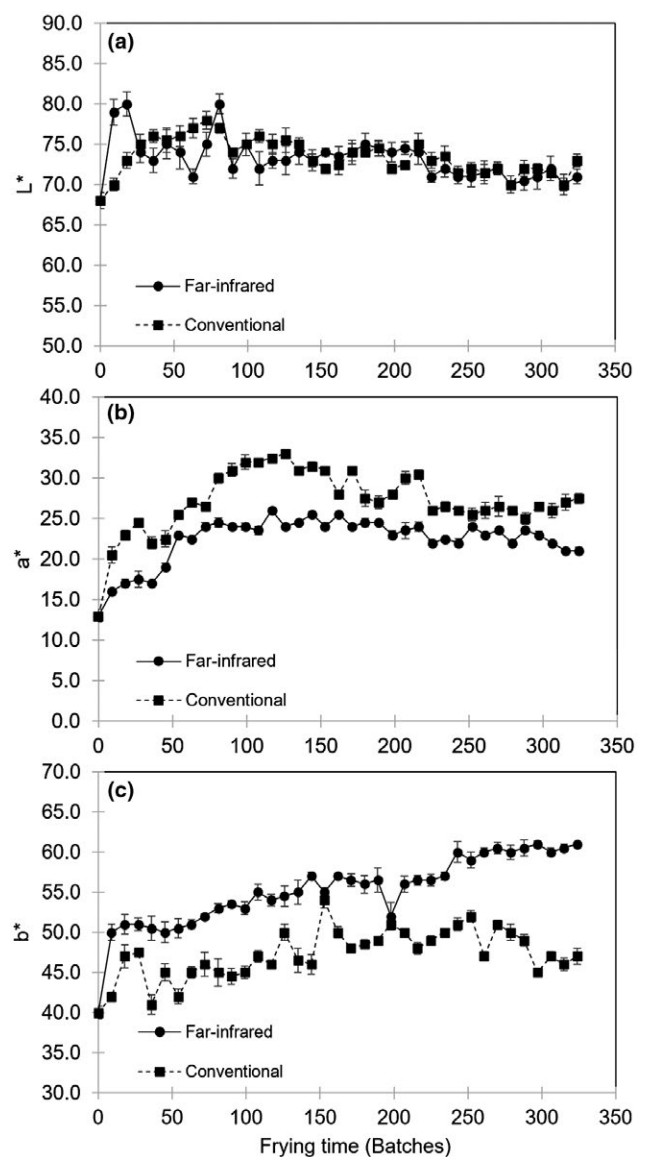 (a)
90.0
85.0
80.0
75.0
70.0
65.0
60.0
55.0
50.0
L*
Far-infrared
Conventional
0 50 100 150 200 250 300 350
(b)
40.0
35.0
30.0
25.0
20.0
15.0
10.0
5.0
0.0
a*
Far-infrared
Conventional
0 50 100 150 200 250 300 350
(c)
70.0
65.0
60.0
55.0
50.0
45.0
40.0
35.0
30.0
b*
Far-infrared
Conventional
0 50 100 150 200 250 300 350
Frying time (Batches)